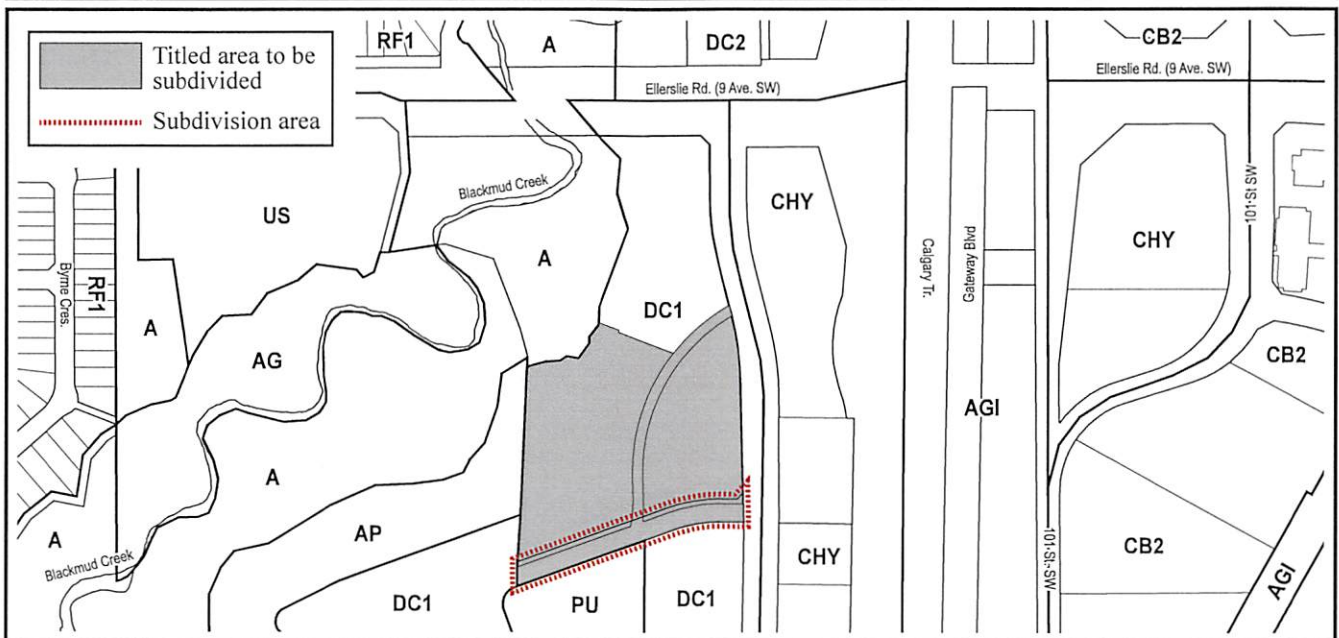 Titled area to be
subdivided
Subdivision area
RF1
A
DC2
CB2
Ellerslie Rd. (9 Ave. SW)
Ellerslie Rd. (9 Ave. SW)
Blackmud Creek
US
CHY
Calgary Tr.
Gateway Blvd
101 St SW
CHY
Byrne Cres.
RF1
A
A
DC1
AG
CB2
AGI
A
AP
A
Blackmud Creek
DC1
PU
DC1
CHY
101 St. SW
CB2
AGI